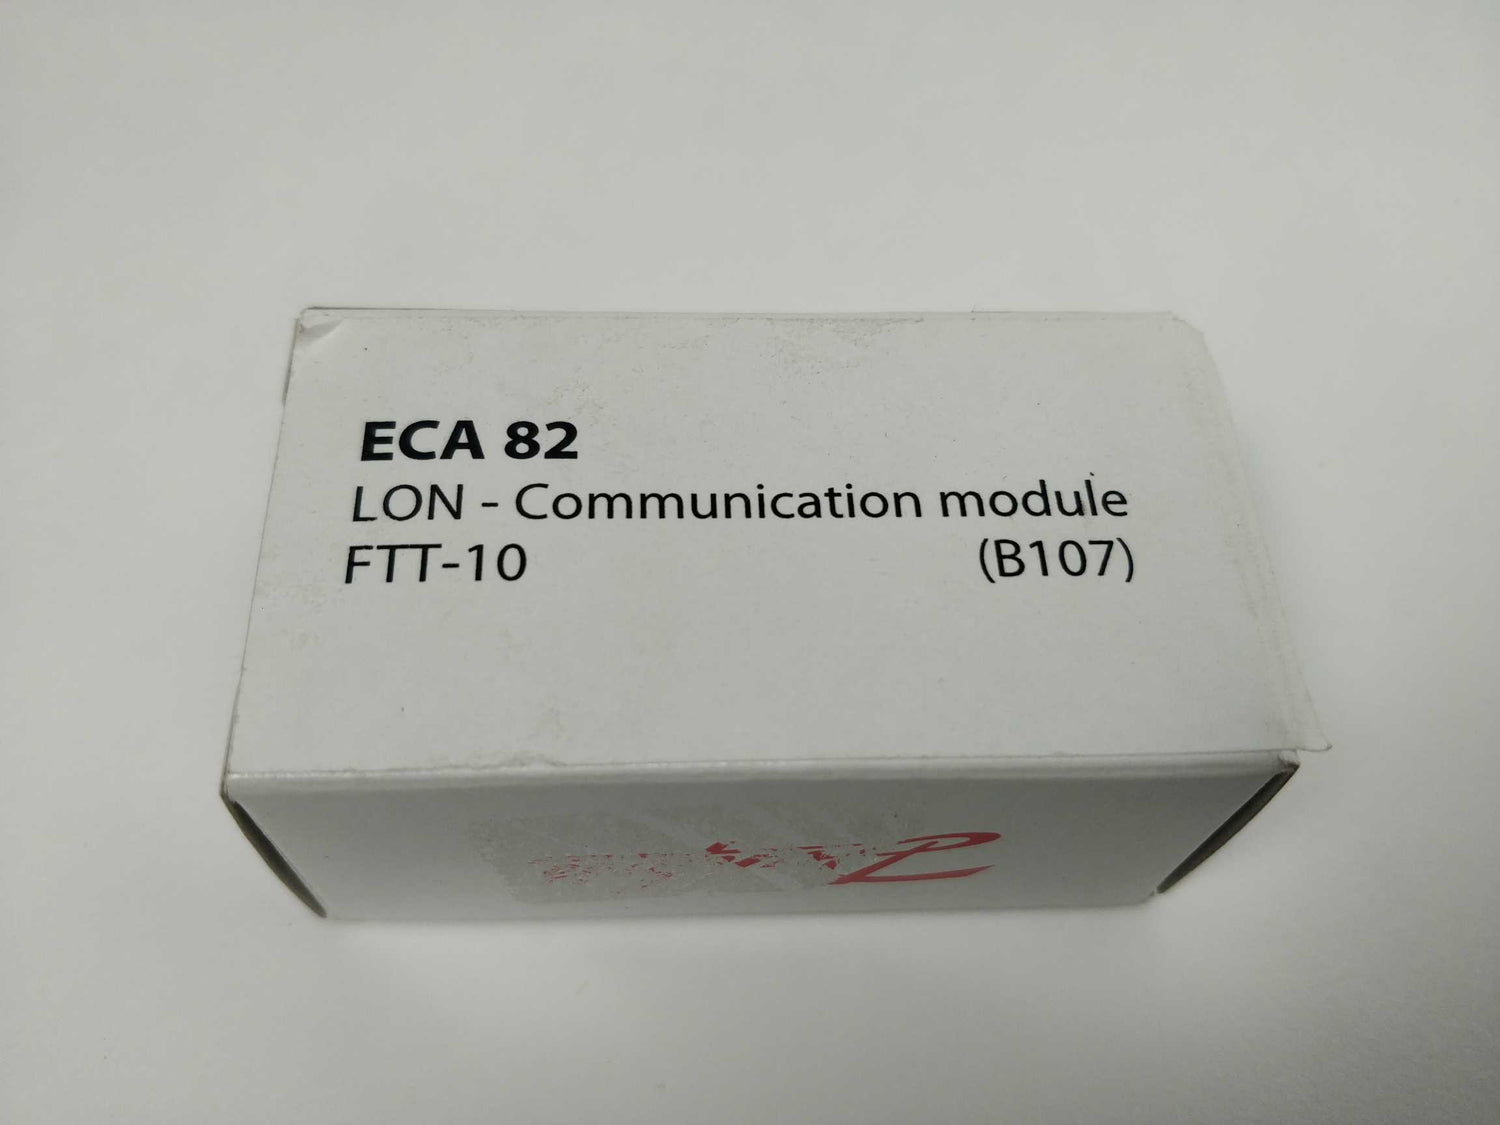 ECA 82
LON - Communication module
FTT-10 (B107)